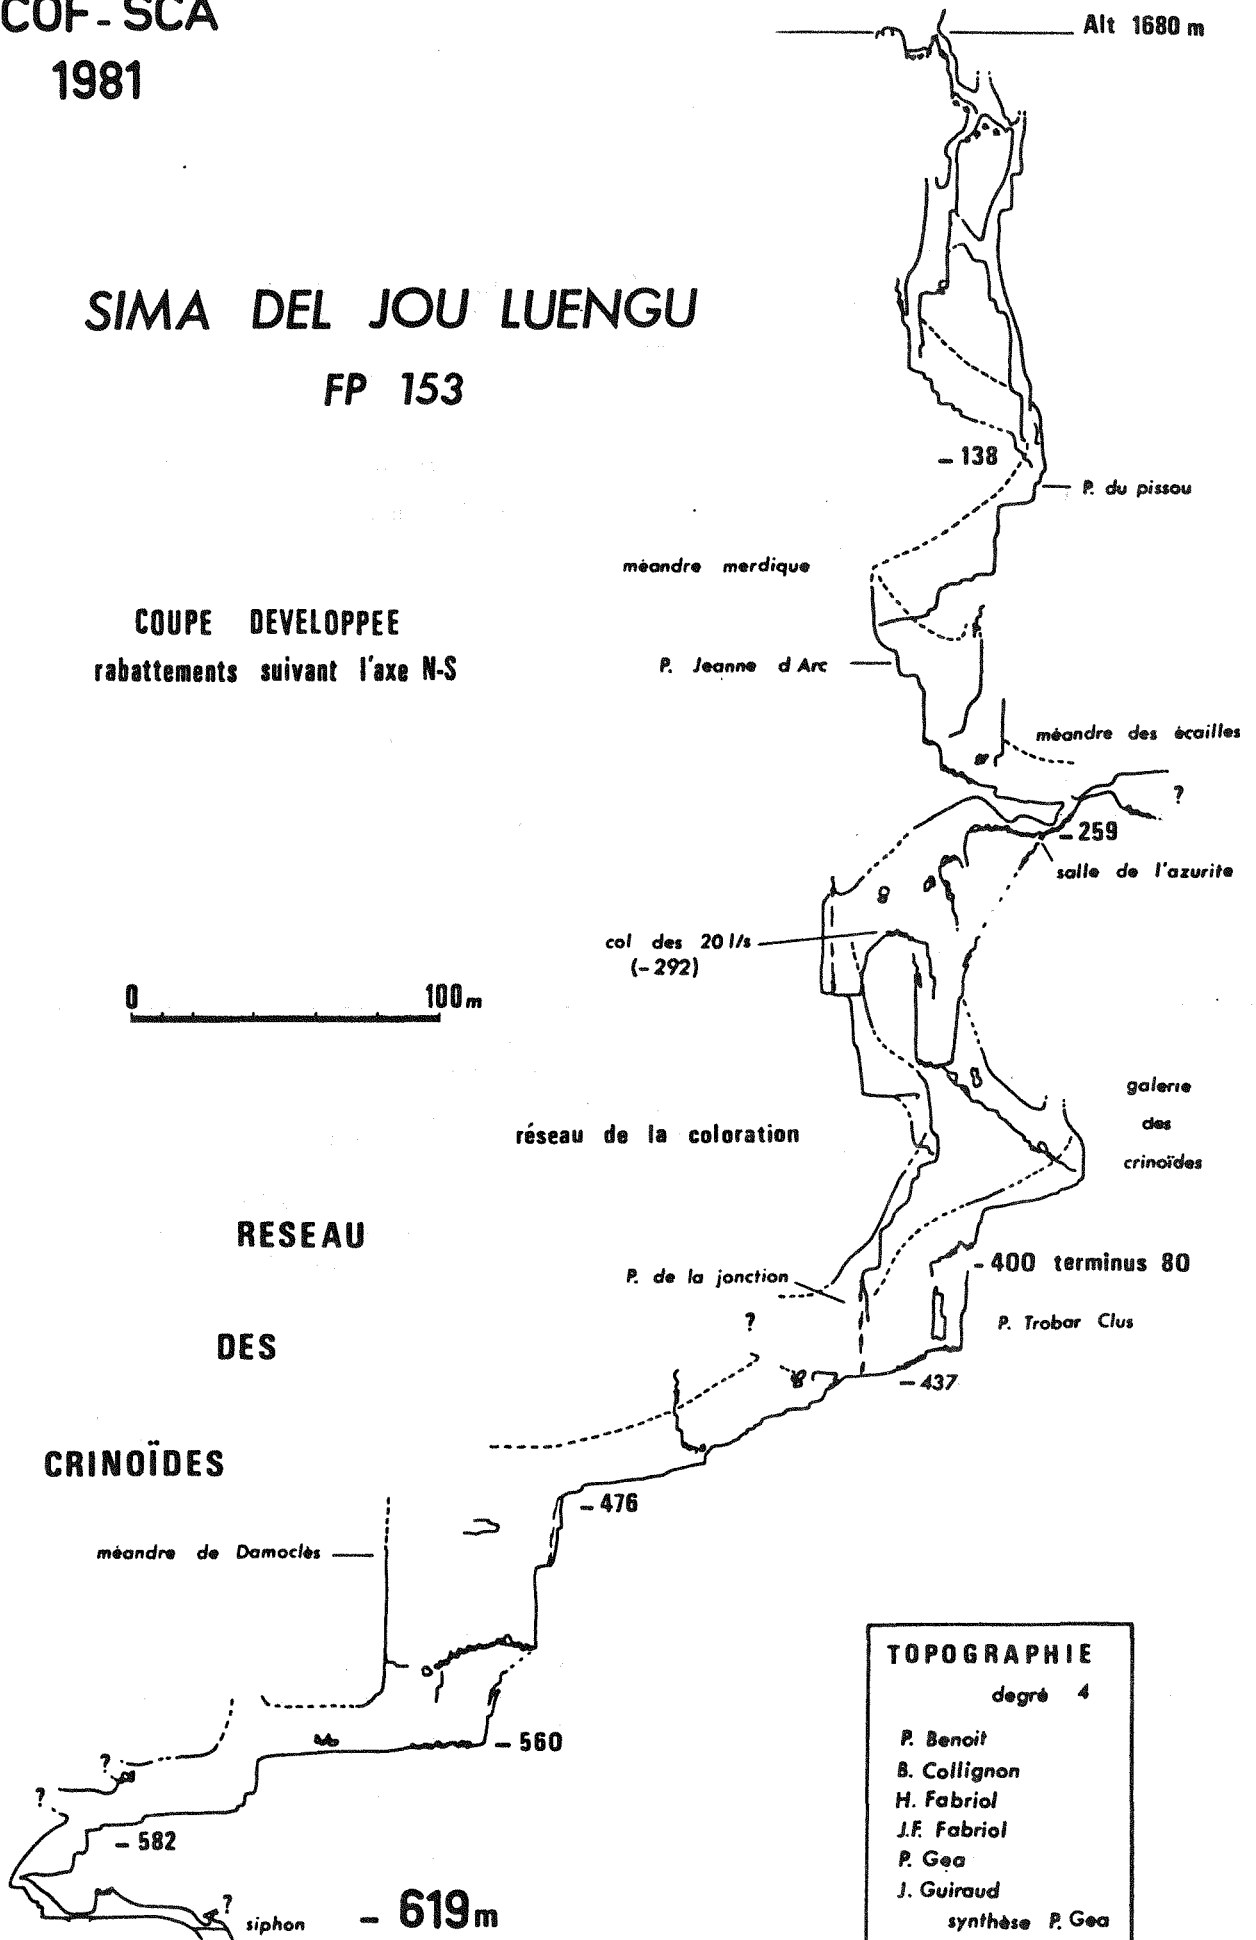 COF - SCA
1981
Alt 1680 m
SIMA DEL JOU LUENGU
FP 153
- 138
P. du pissou
méandre merdique
COUPE DEVELOPPEE
rabattements suivant l'axe N-S
P. Jeanne d Arc
méandre des écailles
?
- 259
salle de l'azurite
col des 20 l/s
(- 292)
0 100 m
galerie
des
crinoïdes
réseau de la coloration
RESEAU
- 400 terminus 80
P. de la jonction
?
P. Trobar Clus
DES
- 437
CRINOÏDES
- 476
méandre de Damoclès
- 560
?
?
- 582
?
siphon
- 619 m
TOPOGRAPHIE
degré 4
P. Benoit
B. Collignon
H. Fabriol
J.F. Fabriol
P. Gea
J. Guiraud
synthèse P. Gea